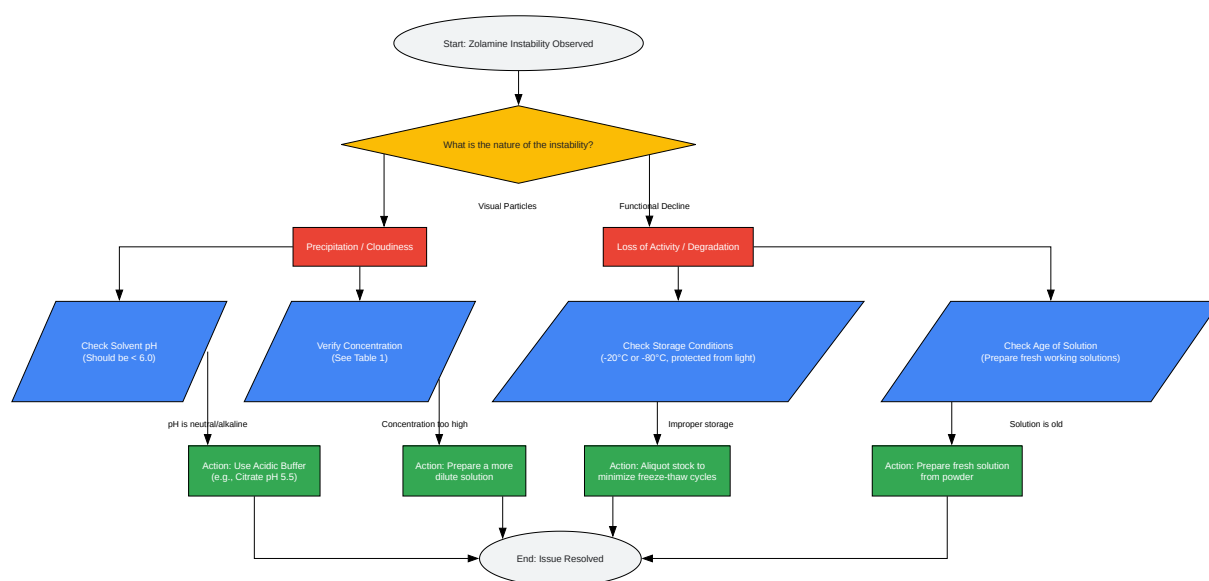 Start: Zolamine Instability Observed
What is the nature of the instability?
Visual Particles
Functional Decline
Precipitation / Cloudiness
Loss of Activity / Degradation
Check Solvent pH
(Should be < 6.0)
Verify Concentration
(See Table 1)
Check Storage Conditions
(-20°C or -80°C, protected from light)
Check Age of Solution
(Prepare fresh working solutions)
pH is neutral/alkaline
Concentration too high
Improper storage
Solution is old
Action: Use Acidic Buffer
(e.g., Citrate pH 5.5)
Action: Prepare a more
dilute solution
Action: Aliquot stock to
minimize freeze-thaw cycles
Action: Prepare fresh solution
from powder
End: Issue Resolved